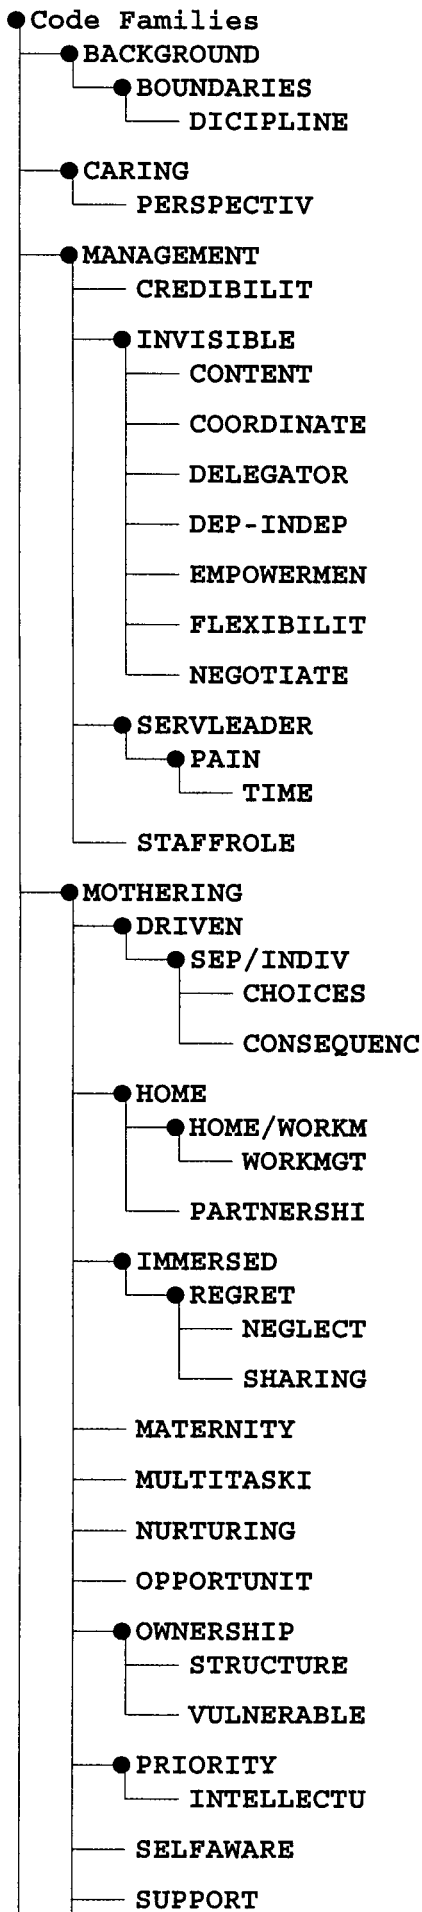 Code Families
BACKGROUND
BOUNDARIES
DICIPLINE
CARING
PERSPECTIV
MANAGEMENT
CREDIBILIT
INVISIBLE
CONTENT
COORDINATE
DELEGATOR
DEP-INDEP
EMPOWERMEN
FLEXIBILIT
NEGOTIATE
SERVLEADER
PAIN
TIME
STAFFROLE
MOTHERING
DRIVEN
SEP/INDIV
CHOICES
CONSEQUENC
HOME
HOME/WORKM
WORKMGT
PARTNERSHI
IMMERSED
REGRET
NEGLECT
SHARING
MATERNITY
MULTITASKI
NURTURING
OPPORTUNIT
OWNERSHIP
STRUCTURE
VULNERABLE
PRIORITY
INTELLECTU
SELFAWARE
SUPPORT